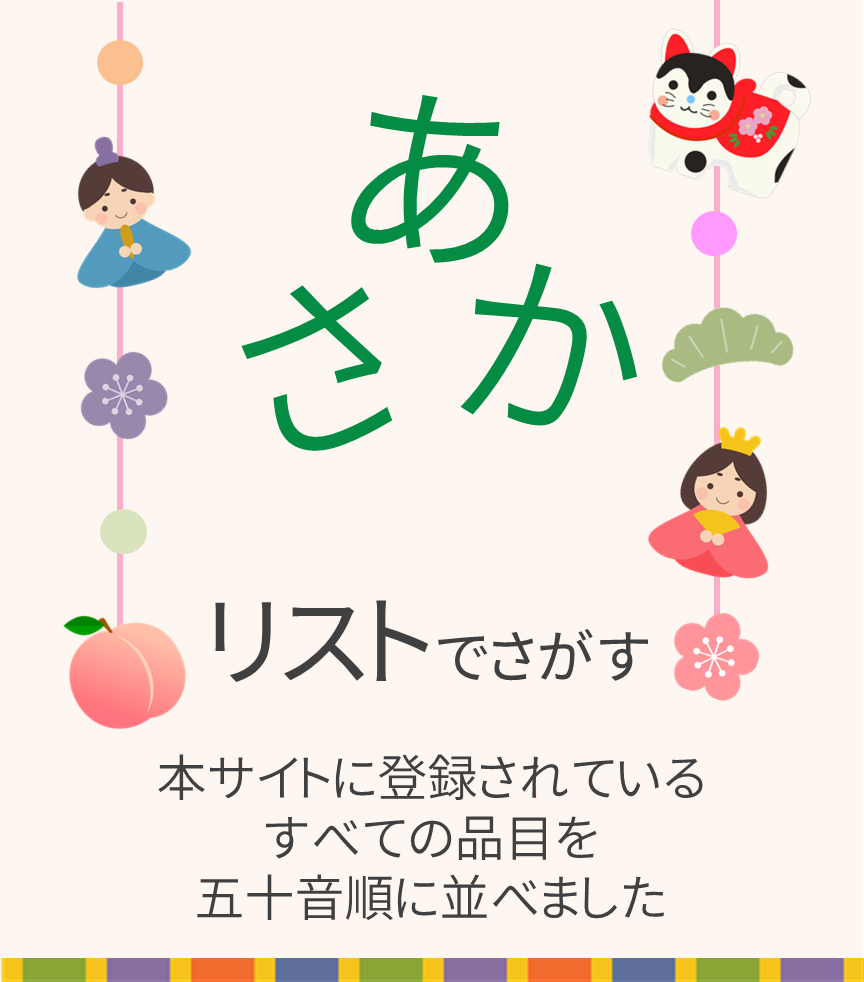 あ
か
さ
リストでさがす
本サイトに登録されている
すべての品目を
五十音順に並べました